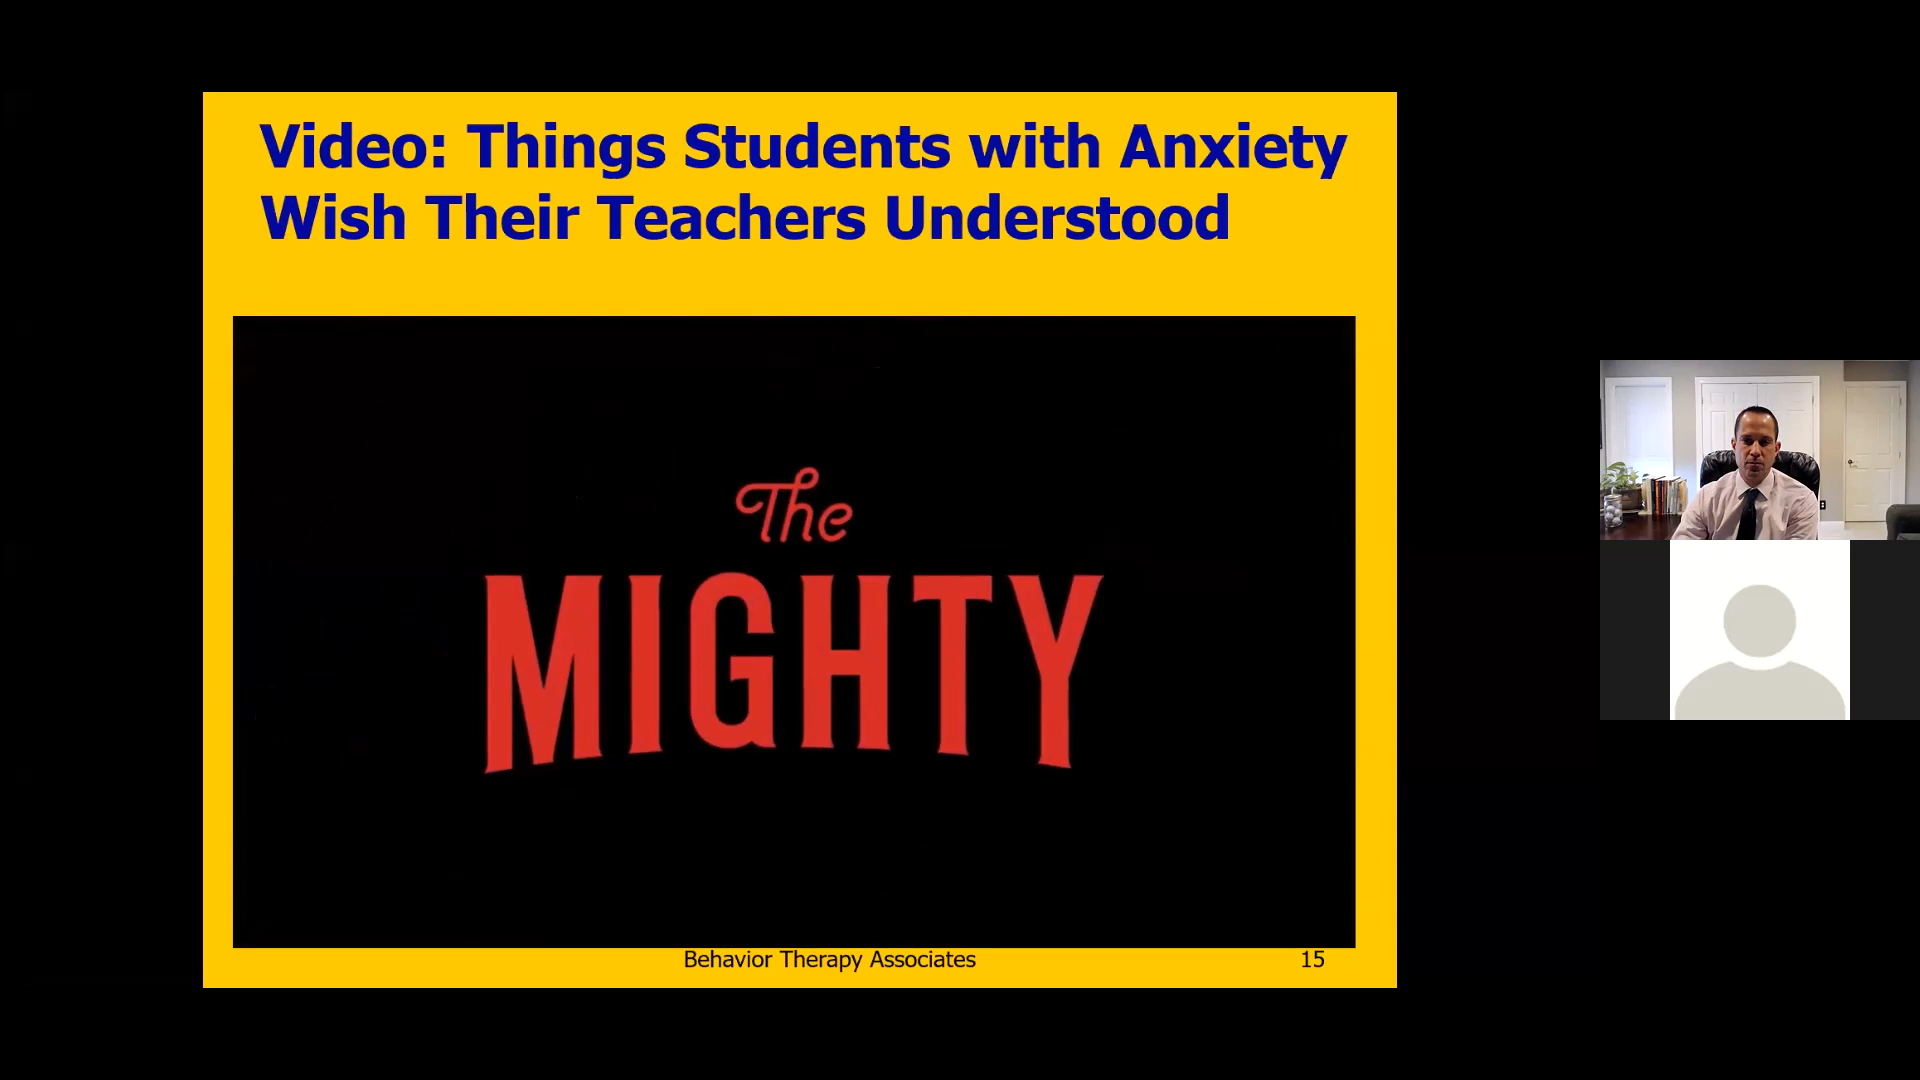 Video: Things Students with Anxiety
Wish Their Teachers Understood
The
MIGHTY
Behavior Therapy Associates
15